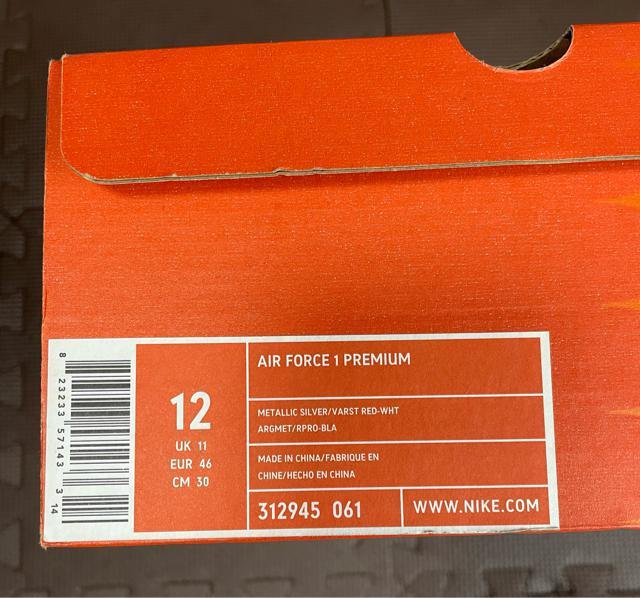 8 23233 57143 3 14
12
UK 11
EUR 46
CM 30
AIR FORCE 1 PREMIUM
METALLIC SILVER/VARST RED-WHT
ARGMET/RPRO-BLA
MADE IN CHINA/FABRIQUE EN
CHINE/HECHO EN CHINA
312945 061
WWW.NIKE.COM